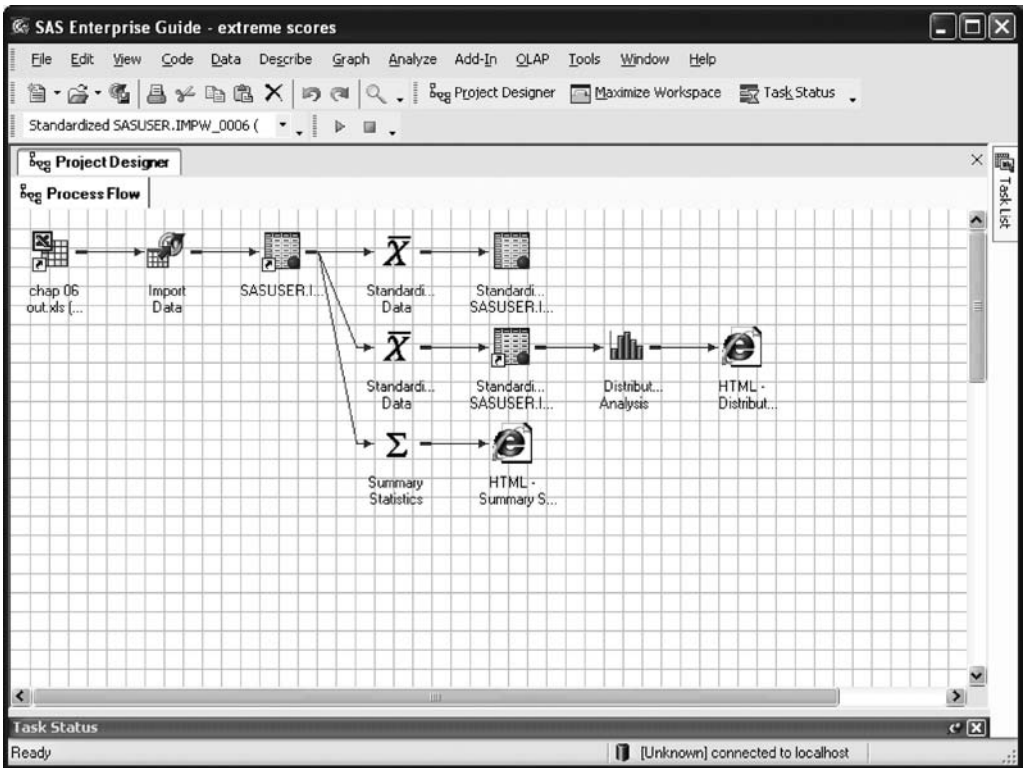 SAS Enterprise Guide - extreme scores
File Edit View Code Data Describe Graph Analyze Add-In OLAP Tools Window Help
Project Designer Maximize Workspace Task Status
Standardized SASUSER.IMPW_0006 (
Project Designer
Process Flow
Task List
chap 06
out.xls (...
Import
Data
SASUSER.I...
Standardi...
Data
Standardi...
SASUSER.I...
Standardi...
Data
Standardi...
SASUSER.I...
Distribut...
Analysis
HTML -
Distribut...
Summary
Statistics
HTML -
Summary S...
Task Status
Ready
[Unknown] connected to localhost